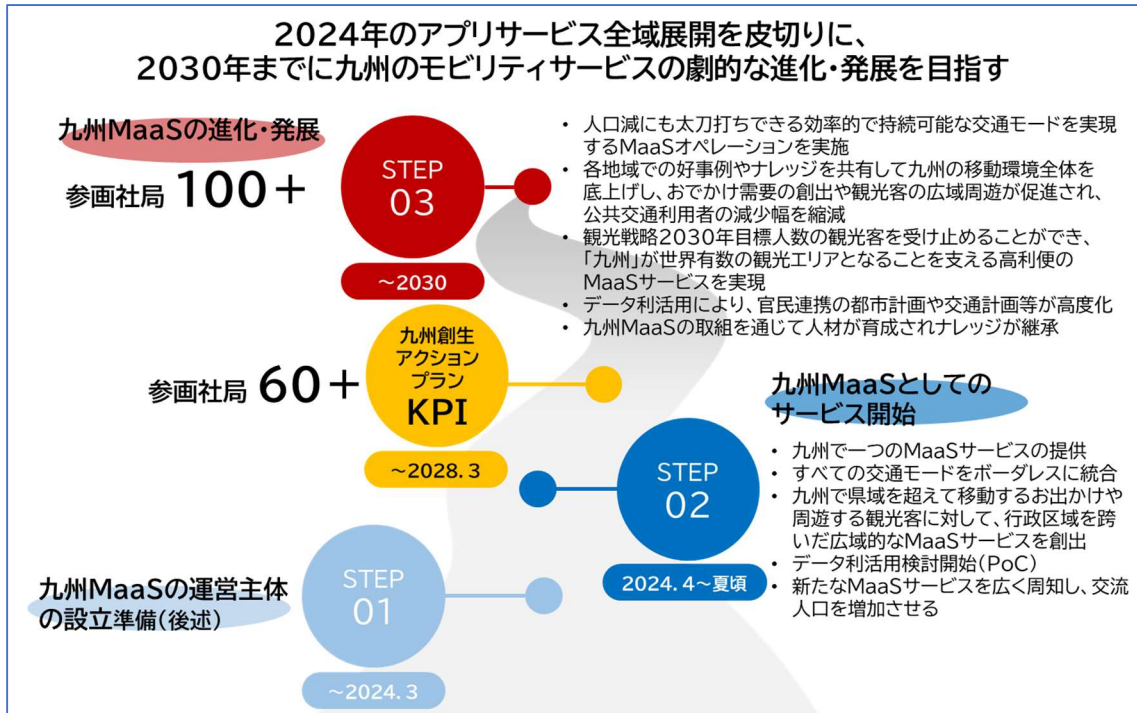 2024年のアプリサービス全域展開を皮切りに、
2030年までに九州のモビリティサービスの劇的な進化・発展を目指す
九州MaaSの進化・発展
参画社局 100+
STEP
03
～2030
・ 人口減にも太刀打ちできる効率的で持続可能な交通モードを実現
するMaaSオペレーションを実施
・ 各地域での好事例やナレッジを共有して九州の移動環境全体を
底上げし、おでかけ需要の創出や観光客の広域周遊が促進され、
公共交通利用者の減少幅を縮減
・ 観光戦略2030年目標人数の観光客を受け止めることができ、
「九州」が世界有数の観光エリアとなることを支える高利便の
MaaSサービスを実現
・ データ利活用により、官民連携の都市計画や交通計画等が高度化
・ 九州MaaSの取組を通じて人材が育成されナレッジが継承
参画社局 60+
九州創生
アクション
プラン
KPI
～2028.3
九州MaaSとしての
サービス開始
STEP
02
2024.4～夏頃
・ 九州で一つのMaaSサービスの提供
・ すべての交通モードをボーダレスに統合
・ 九州で県域を超えて移動するお出かけや
周遊する観光客に対して、行政区域を跨
いだ広域的なMaaSサービスを創出
・ データ利活用検討開始(PoC)
・ 新たなMaaSサービスを広く周知し、交流
人口を増加させる
九州MaaSの運営主体
の設立準備(後述)
STEP
01
～2024.3